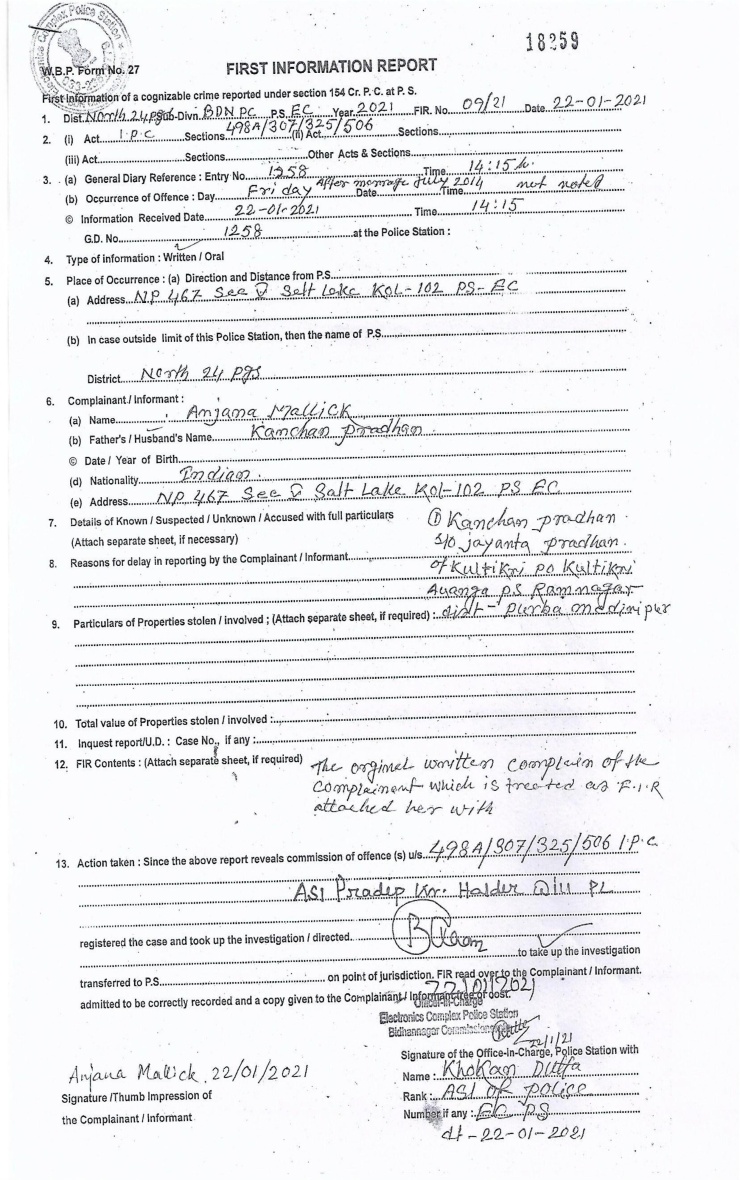 18259
W.B.P. Form No. 27
FIRST INFORMATION REPORT
First Information of a cognizable crime reported under section 154 Cr. P. C. at P. S.
1. Dist. North 24 pgs Sub-Divn. BDN PC P.S. EC Year 2021 FIR. No. 09/21 Date 22-01-2021
2. (i) Act I.P.C Sections 498A/307/325/506 (ii) Act Sections
(iii) Act Sections Other Acts & Sections
3. (a) General Diary Reference : Entry No. 1258 Time 14:15 h.
(b) Occurrence of Offence : Day Friday After marrage July 2014 Date Time not noted
© Information Received Date 22-01-2021 Time 14:15
G.D. No. 1258 at the Police Station :
4. Type of information : Written / Oral
5. Place of Occurrence : (a) Direction and Distance from P.S.
(a) Address NP 467 Sec V Salt Lake KOL-102 PS-EC
(b) In case outside limit of this Police Station, then the name of P.S.
District North 24 pgs
6. Complainant / Informant :
(a) Name Anjana Mallick
(b) Father's / Husband's Name Kanchan pradhan
© Date / Year of Birth
(d) Nationality Indian
(e) Address NP 467 Sec V Salt Lake Kol-102 PS EC
7. Details of Known / Suspected / Unknown / Accused with full particulars ① Kanchan pradhan
(Attach separate sheet, if necessary) s/o jayanta pradhan.
8. Reasons for delay in reporting by the Complainant / Informant of Kultikri po Kultikri
p.s Ramnagar
9. Particulars of Properties stolen / involved ; (Attach separate sheet, if required) : dist- purba medinipur
10. Total value of Properties stolen / involved :
11. Inquest report/U.D. : Case No., if any :
12. FIR Contents : (Attach separate sheet, if required) The orginel written complain of the
complainent which is treated as F.I.R
attached her with
13. Action taken : Since the above report reveals commission of offence (s) u/s. 498A/307/325/506 I.P.C
ASI Pradip Kr. Halder will PL
registered the case and took up the investigation / directed.
to take up the investigation
transferred to P.S. on point of jurisdiction. FIR read over to the Complainant / Informant.
admitted to be correctly recorded and a copy given to the Complainant / Informant free of cost.
22/01/2021
Officer-in-Charge
Electronics Complex Police Station
Bidhannagar Commissionerate
22/1/21
Signature of the Office-In-Charge, Police Station with
Anjana Mallick, 22/01/2021
Name : Khokan Dutta
Signature /Thumb Impression of
Rank : ASI of police
the Complainant / Informant
Number if any : EC PS
dt - 22-01-2021